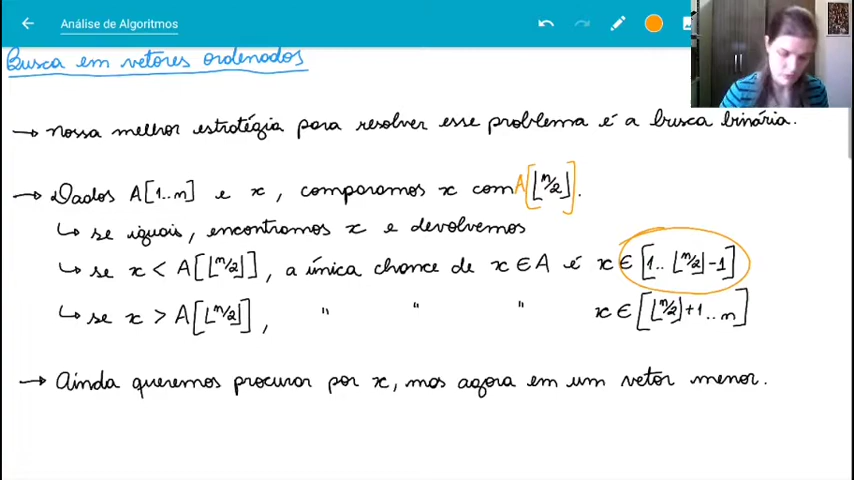 Análise de Algoritmos
Busca em vetores ordenados
→ Nossa melhor estratégia para resolver esse problema é a busca binária.
→ Dados A[1..n] e x, comparamos x com A[⌊n/2⌋].
↳ se iguais, encontramos x e devolvemos
↳ se x < A[⌊n/2⌋], a única chance de x ∈ A é x ∈ [1..⌊n/2⌋-1]
↳ se x > A[⌊n/2⌋], " " " x ∈ [⌊n/2⌋+1..n]
→ Ainda queremos procurar por x, mas agora em um vetor menor.